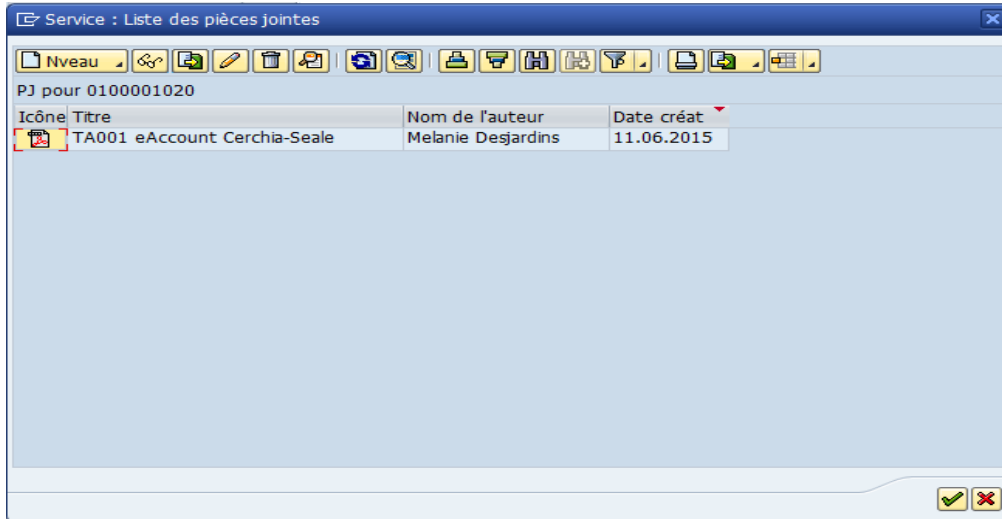 Service : Liste des pièces jointes
Nveau
PJ pour 0100001020
Icône Titre Nom de l'auteur Date créat
TA001 eAccount Cerchia-Seale Melanie Desjardins 11.06.2015